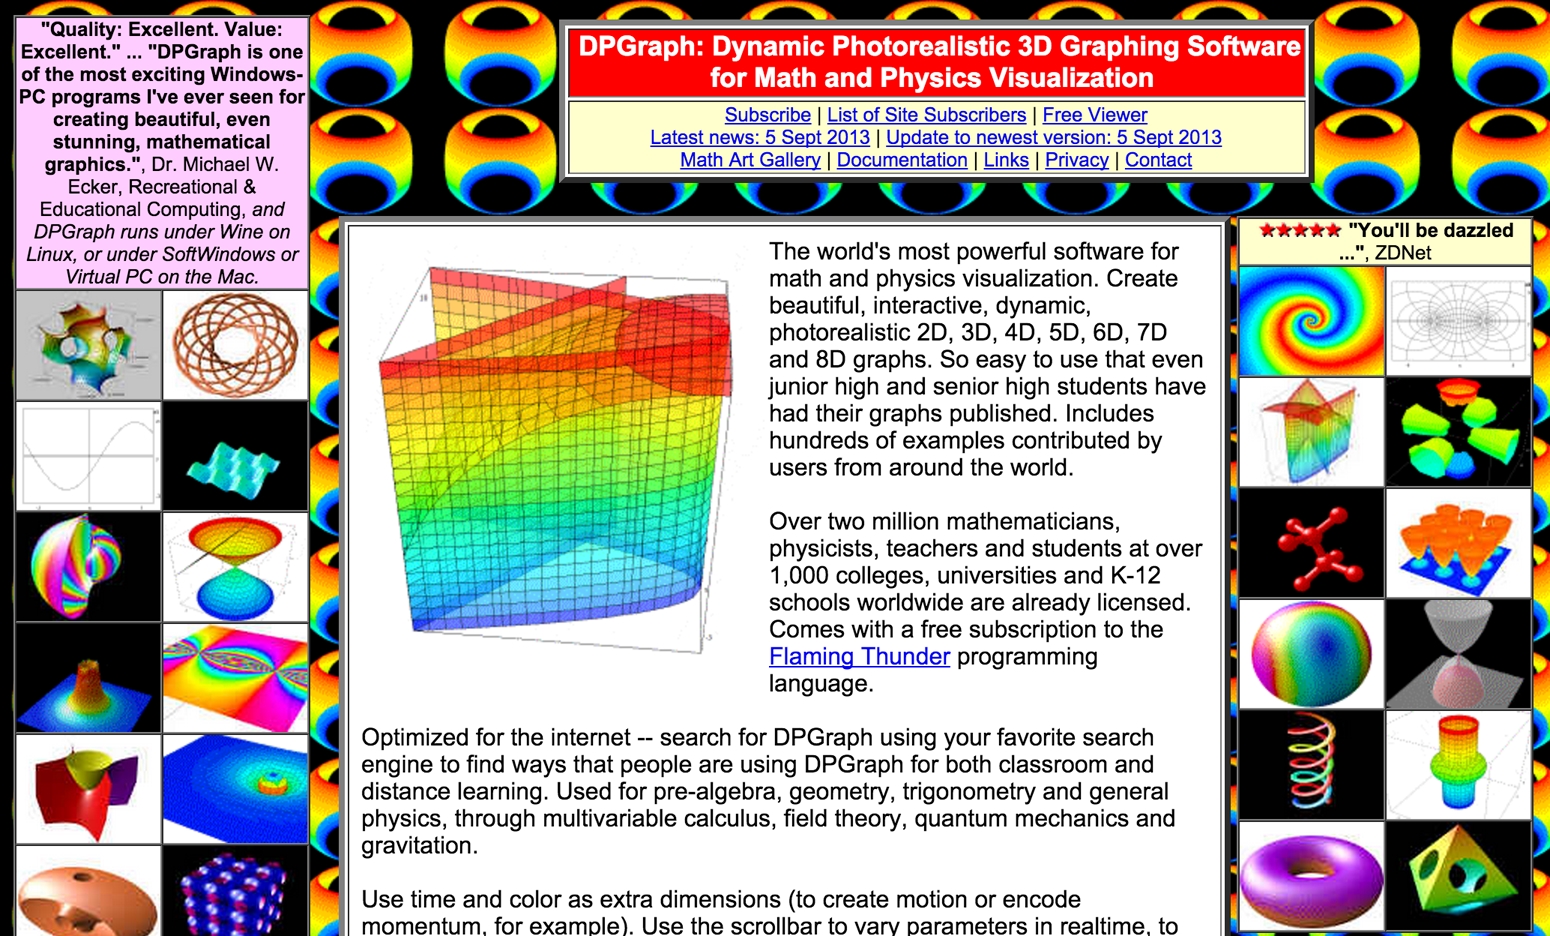 "Quality: Excellent. Value:
Excellent." ... "DPGraph is one
of the most exciting Windows-
PC programs I've ever seen for
creating beautiful, even
stunning, mathematical
graphics.", Dr. Michael W.
Ecker, Recreational &
Educational Computing, and
DPGraph runs under Wine on
Linux, or under SoftWindows or
Virtual PC on the Mac.
DPGraph: Dynamic Photorealistic 3D Graphing Software
for Math and Physics Visualization
Subscribe | List of Site Subscribers | Free Viewer
Latest news: 5 Sept 2013 | Update to newest version: 5 Sept 2013
Math Art Gallery | Documentation | Links | Privacy | Contact
The world's most powerful software for
math and physics visualization. Create
beautiful, interactive, dynamic,
photorealistic 2D, 3D, 4D, 5D, 6D, 7D
and 8D graphs. So easy to use that even
junior high and senior high students have
had their graphs published. Includes
hundreds of examples contributed by
users from around the world.
Over two million mathematicians,
physicists, teachers and students at over
1,000 colleges, universities and K-12
schools worldwide are already licensed.
Comes with a free subscription to the
Flaming Thunder programming
language.
Optimized for the internet -- search for DPGraph using your favorite search
engine to find ways that people are using DPGraph for both classroom and
distance learning. Used for pre-algebra, geometry, trigonometry and general
physics, through multivariable calculus, field theory, quantum mechanics and
gravitation.
Use time and color as extra dimensions (to create motion or encode
momentum, for example). Use the scrollbar to vary parameters in realtime, to
★★★★★ "You'll be dazzled
...", ZDNet